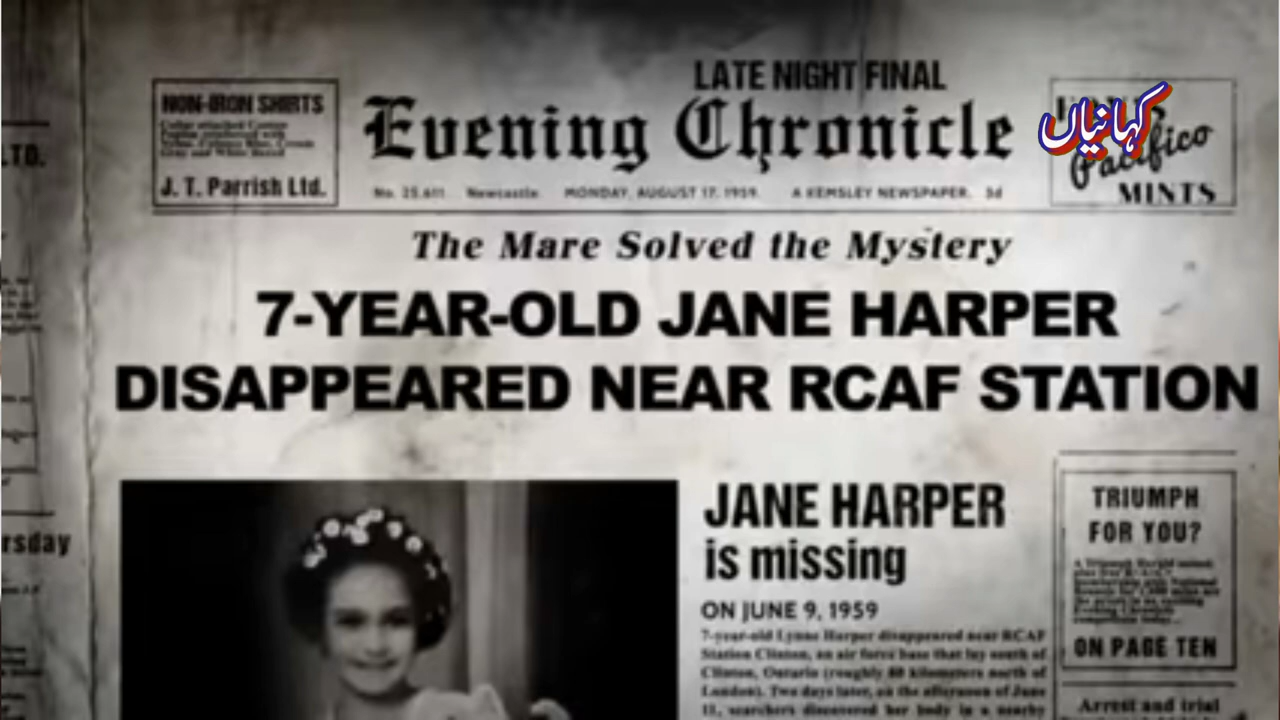 LATE NIGHT FINAL
NON-IRON SHIRTS
J. T. Parrish Ltd.
Evening Chronicle
کہانیاں
Pacifico
MINTS
No. 25,611 Newcastle MONDAY, AUGUST 17, 1959. A KEMSLEY NEWSPAPER. 3d
LTD.
The Mare Solved the Mystery
7-YEAR-OLD JANE HARPER
DISAPPEARED NEAR RCAF STATION
rsday
JANE HARPER
is missing
ON JUNE 9, 1959
7-year-old Lynne Harper disappeared near RCAF
Station Clinton, an air force base that lay south of
Clinton, Ontario (roughly 80 kilometers north of
London). Two days later, on the afternoon of June
11, searchers discovered her body in a nearby
TRIUMPH
FOR YOU?
ON PAGE TEN
Arrest and trial